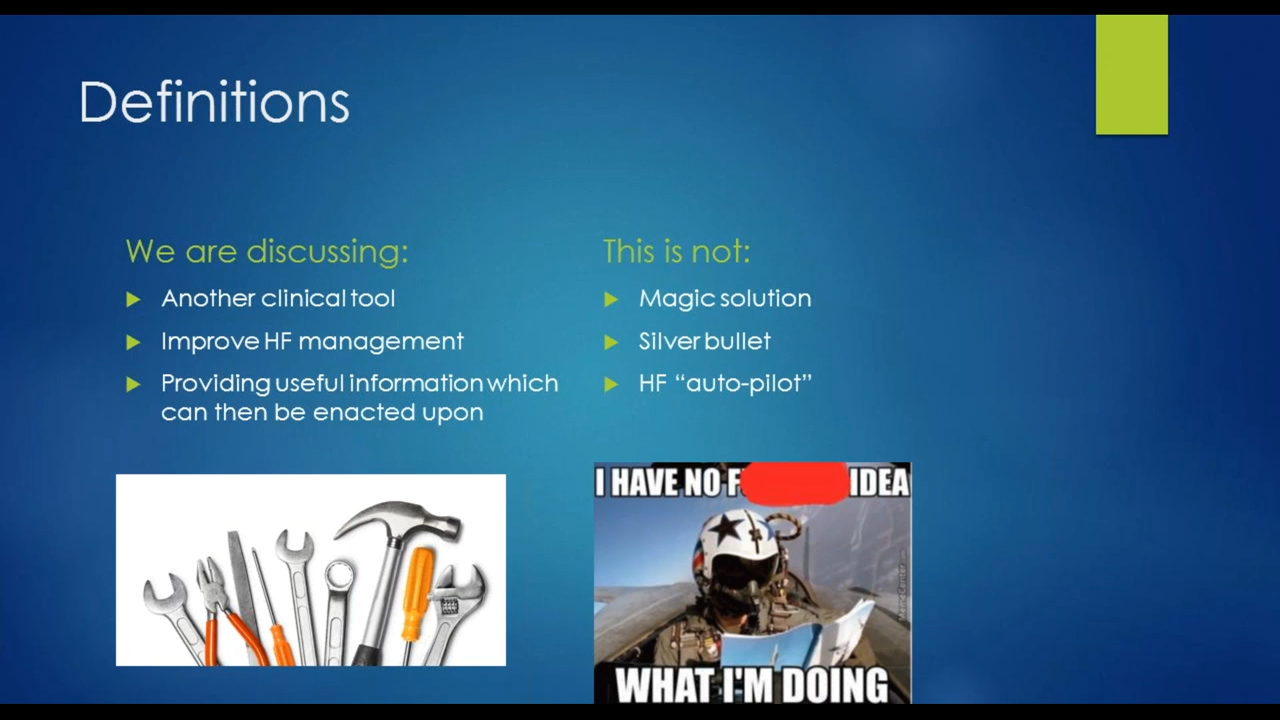 Definitions
We are discussing:
Another clinical tool
Improve HF management
Providing useful information which
can then be enacted upon
This is not:
Magic solution
Silver bullet
HF “auto-pilot”
I HAVE NO F IDEA
WHAT I'M DOING